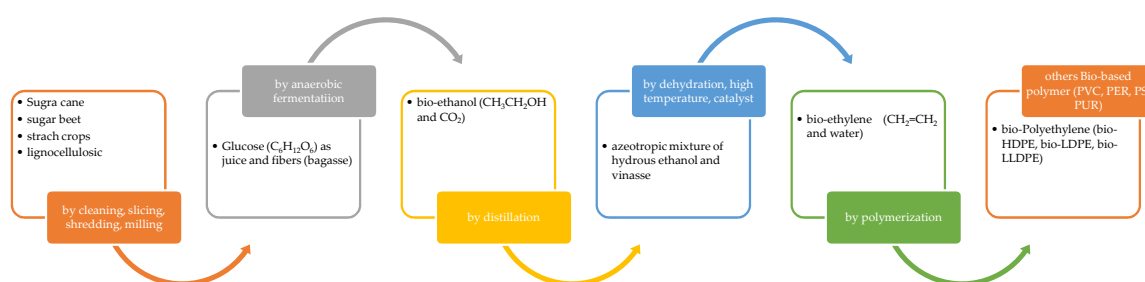 • Sugra cane
• sugar beet
• strach crops
• lignocellulosic
by cleaning, slicing,
shredding, milling
by anaerobic
fermentatiion
• Glucose (C₆H₁₂O₆) as
juice and fibers (bagasse)
• bio-ethanol (CH₃CH₂OH
and CO₂)
by distillation
by dehydration, high
temperature, catalyst
• azeotropic mixture of
hydrous ethanol and
vinasse
• bio-ethylene (CH₂=CH₂
and water)
by polymerization
others Bio-based
polymer (PVC, PER, PS,
PUR)
• bio-Polyethylene (bio-
HDPE, bio-LDPE, bio-
LLDPE)